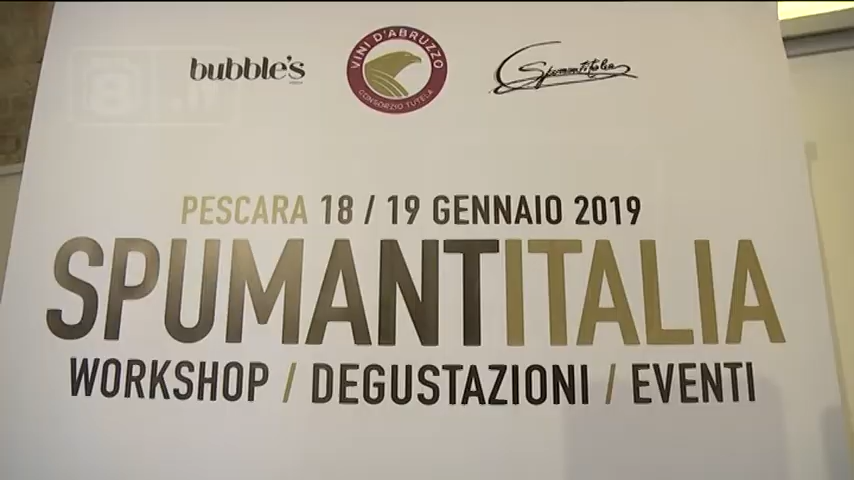 bubble's
VINI D'ABRUZZO
CONSORZIO TUTELA
Spumantitalia
PESCARA 18 / 19 GENNAIO 2019
SPUMANTITALIA
WORKSHOP / DEGUSTAZIONI / EVENTI